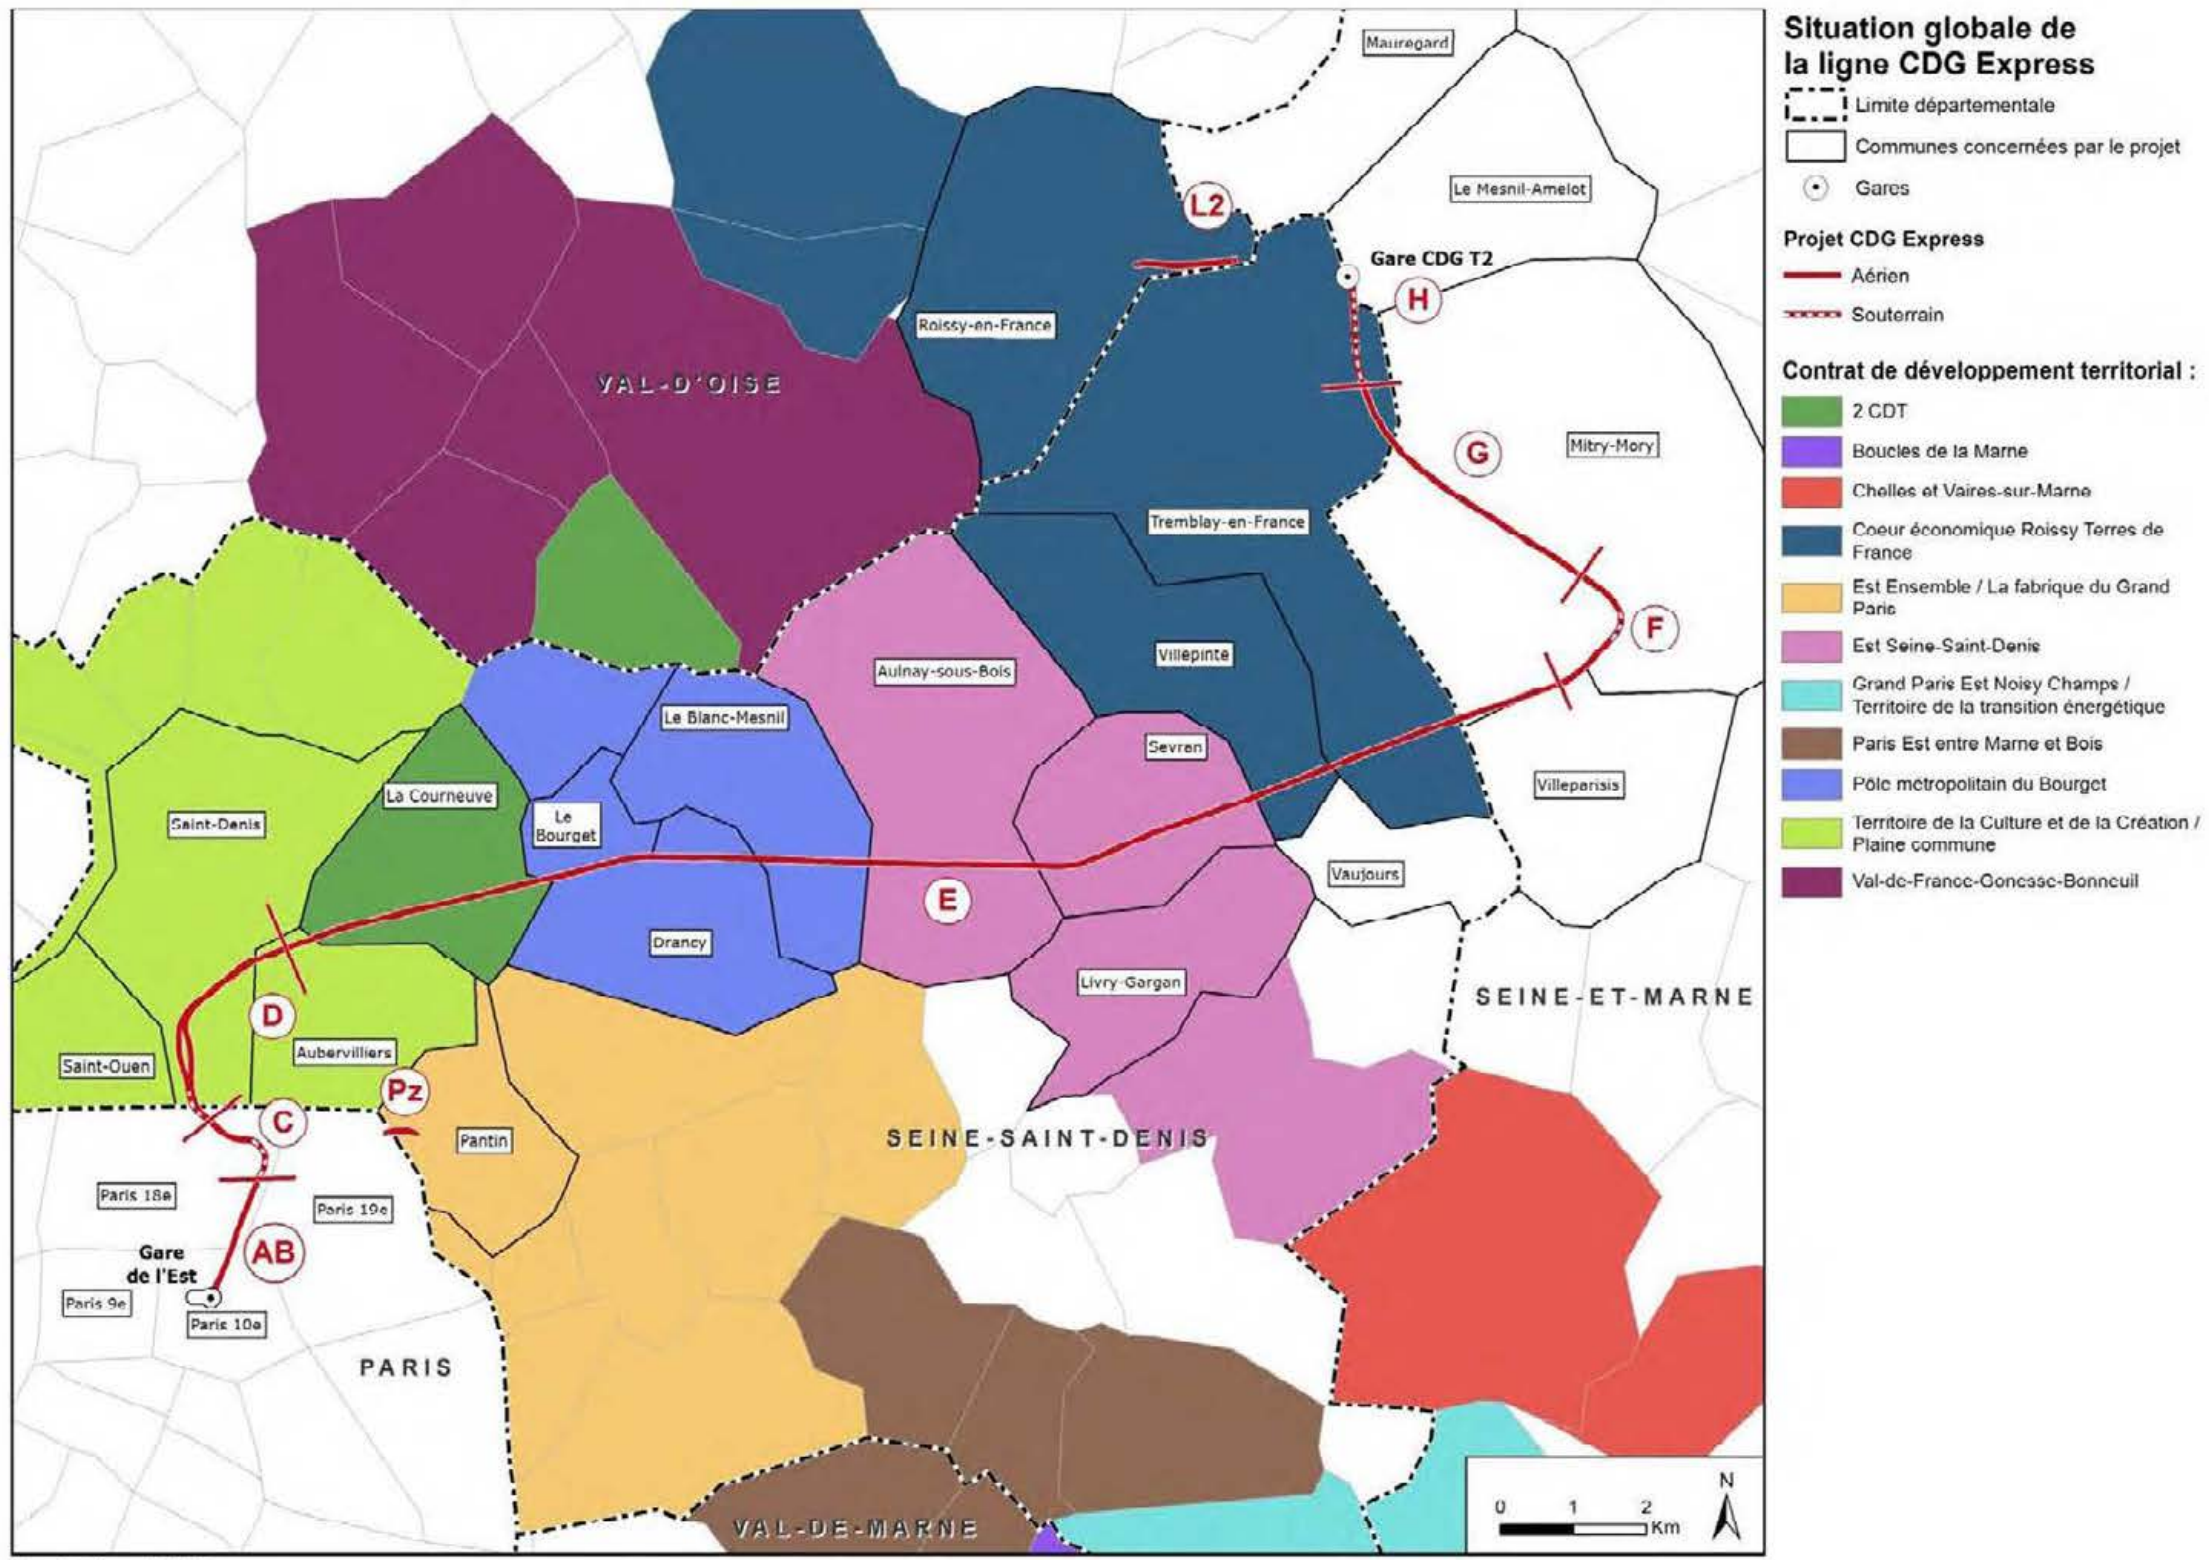 Situation globale de
la ligne CDG Express
Limite départementale
Communes concernées par le projet
Gares
Projet CDG Express
Aérien
Souterrain
Contrat de développement territorial :
2 CDT
Boucles de la Marne
Chelles et Vaires-sur-Marne
Coeur économique Roissy Terres de
France
Est Ensemble / La fabrique du Grand
Paris
Est Seine-Saint-Denis
Grand Paris Est Noisy Champs /
Territoire de la transition énergétique
Paris Est entre Marne et Bois
Pôle métropolitain du Bourget
Territoire de la Culture et de la Création /
Plaine commune
Val-de-France-Gonesse-Bonneuil
Mauregard
Le Mesnil-Amelot
L2
Gare CDG T2
H
Roissy-en-France
VAL-D'OISE
G
Mitry-Mory
Tremblay-en-France
F
Villepinte
Aulnay-sous-Bois
Le Blanc-Mesnil
Sevran
Villeparisis
La Courneuve
Saint-Denis
Le
Bourget
Vaujours
E
Drancy
Livry-Gargan
SEINE-ET-MARNE
D
Aubervilliers
Saint-Ouen
Pz
C
Pantin
SEINE-SAINT-DENIS
Paris 18e
Paris 19e
AB
Gare
de l'Est
Paris 9e
Paris 10e
PARIS
VAL-DE-MARNE
N
0 1 2
Km